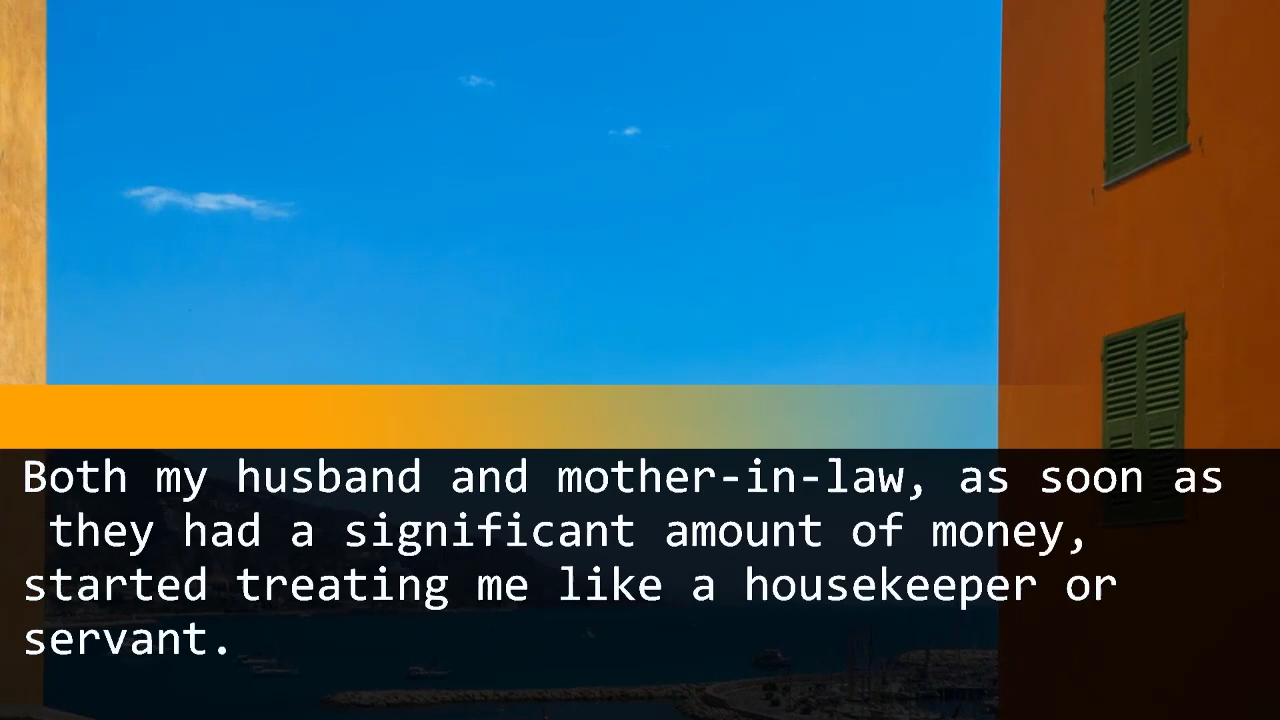 Both my husband and mother-in-law, as soon as
they had a significant amount of money,
started treating me like a housekeeper or
servant.